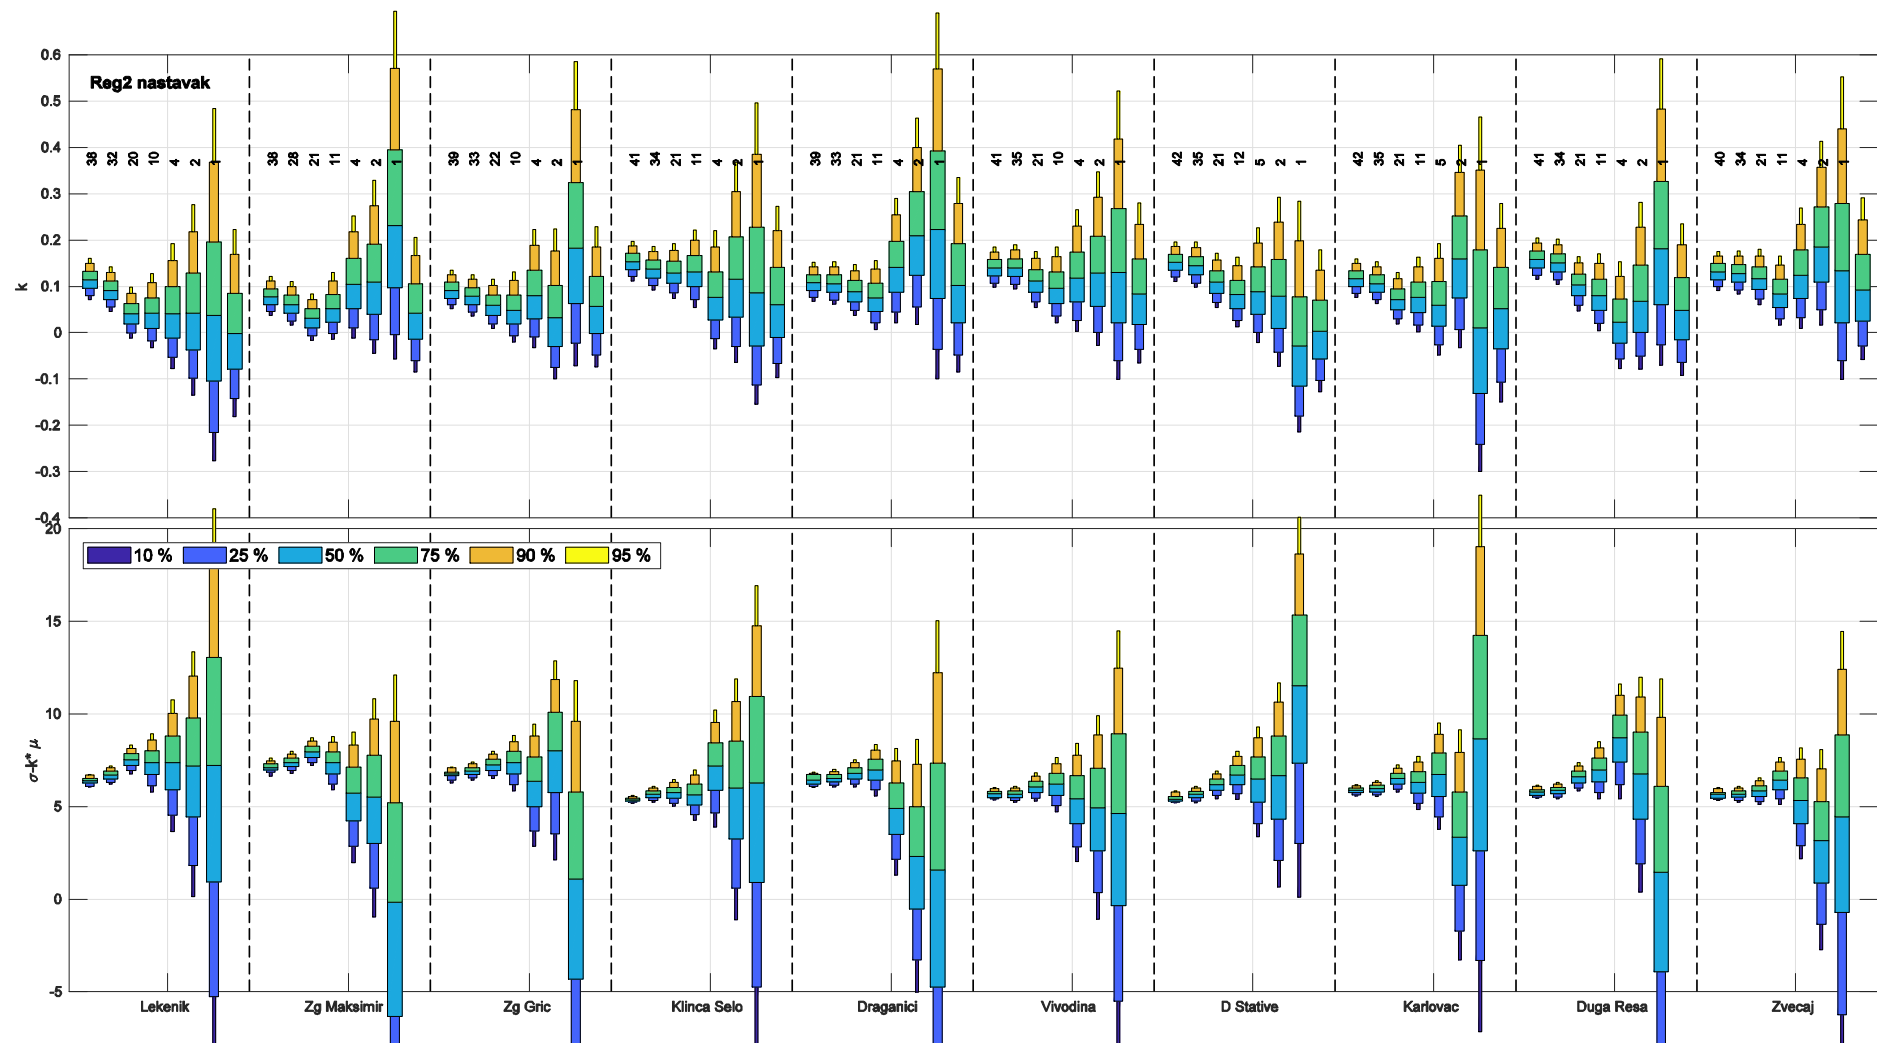 0.6
Reg2 nastavak
0.5
0.4
38 32 20 10 4 2 1 38 28 21 11 4 2 1 39 33 22 10 4 2 1 41 34 21 11 4 2 1 39 33 21 11 4 2 1 41 35 21 10 4 2 1 42 35 21 12 5 2 1 42 35 21 11 5 2 1 41 34 21 11 4 2 1 40 34 21 11 4 2 1
0.3
0.2
0.1
k
0
-0.1
-0.2
-0.3
-0.4
20
10 % 25 % 50 % 75 % 90 % 95 %
15
10
σ-k* μ
5
0
-5
Lekenik Zg Maksimir Zg Gric Klinca Selo Draganici Vivodina D Stative Karlovac Duga Resa Zvecaj